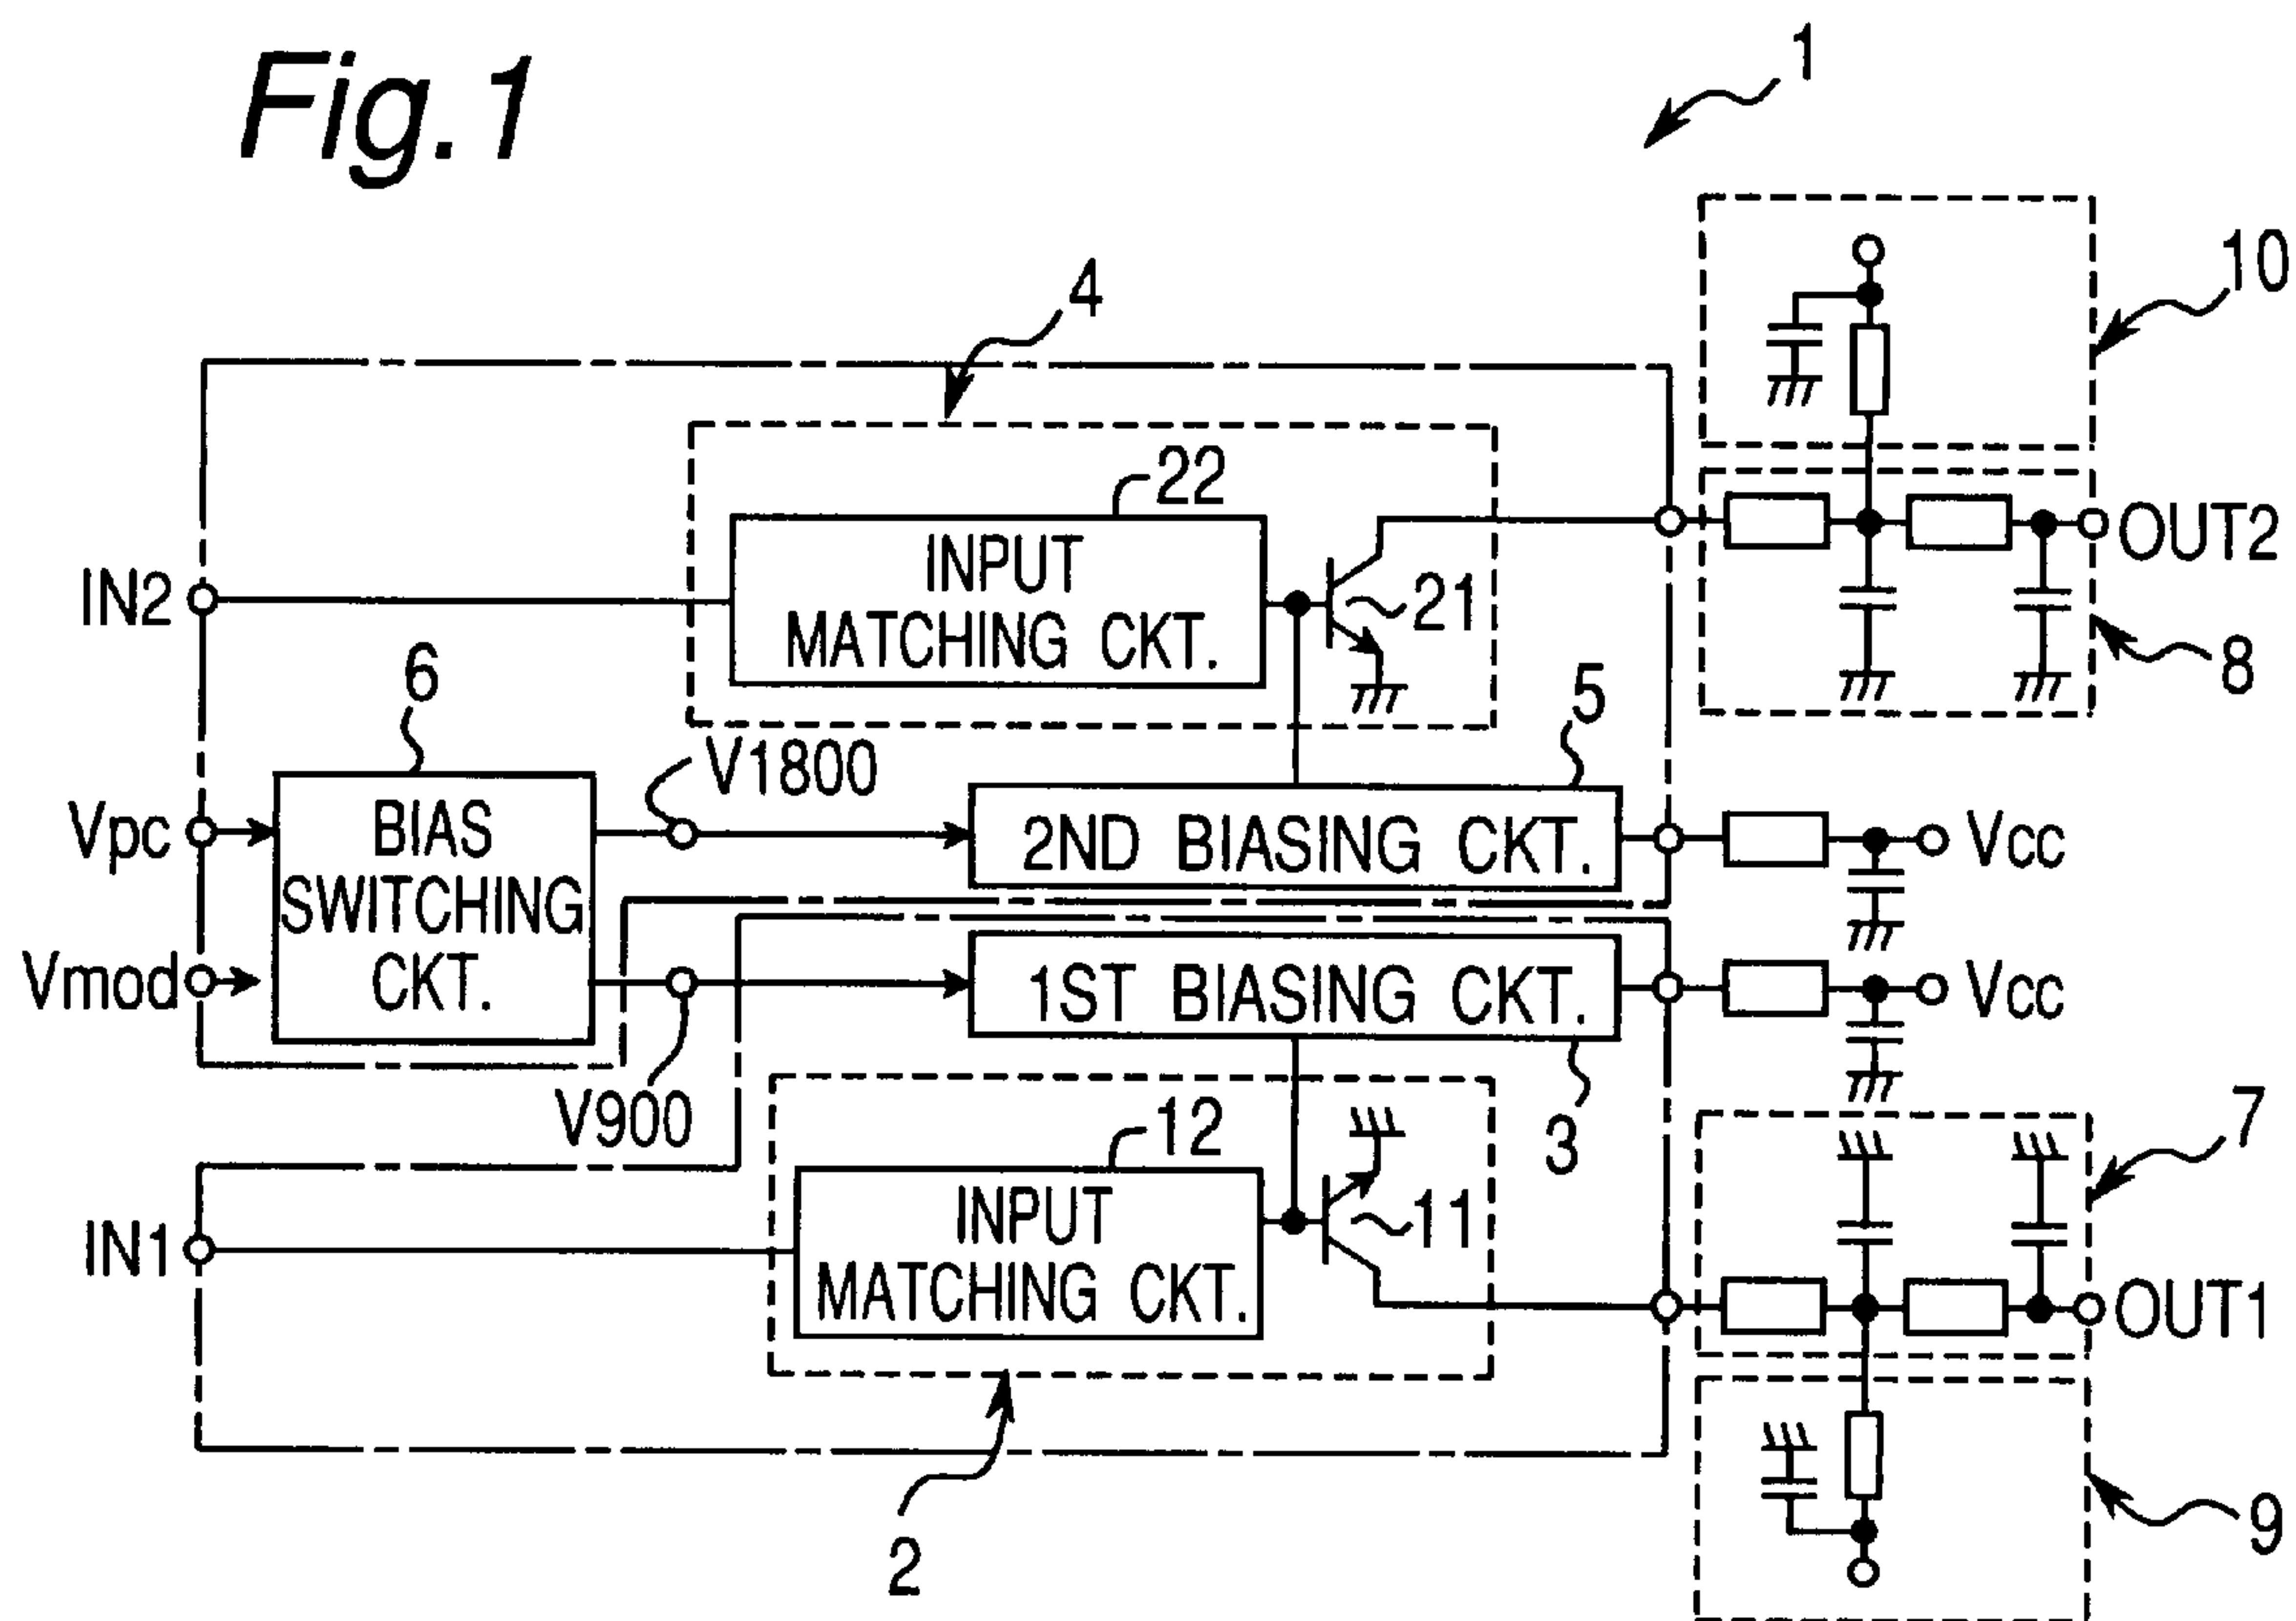 Fig.1
1
10
4
22
INPUT
MATCHING CKT.
21
OUT2
IN2
8
6
5
V1800
Vpc
BIAS
SWITCHING
CKT.
2ND BIASING CKT.
Vcc
Vmod
1ST BIASING CKT.
Vcc
V900
12
3
7
INPUT
MATCHING CKT.
11
IN1
OUT1
2
9